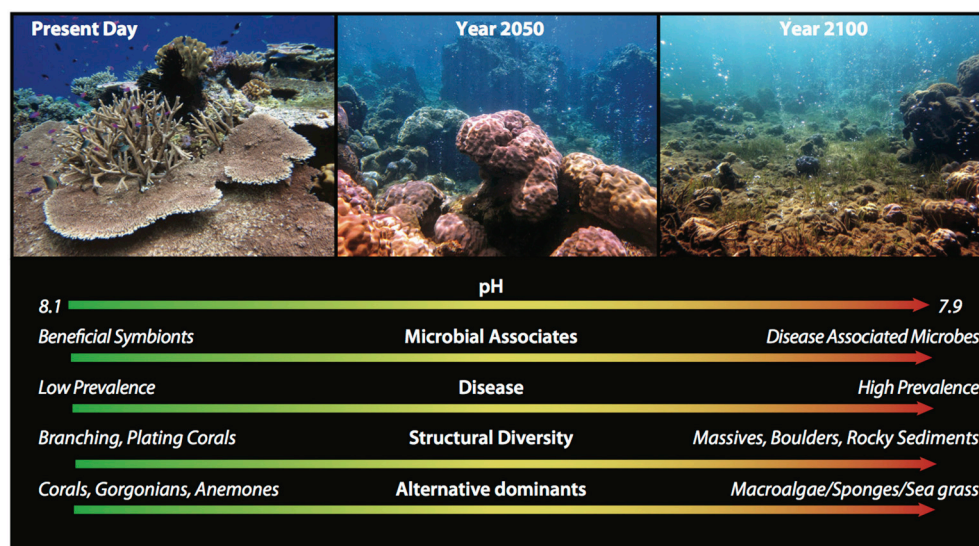 Present Day
Year 2050
Year 2100
pH
8.1
7.9
Beneficial Symbionts
Microbial Associates
Disease Associated Microbes
Low Prevalence
Disease
High Prevalence
Branching, Plating Corals
Structural Diversity
Massives, Boulders, Rocky Sediments
Corals, Gorgonians, Anemones
Alternative dominants
Macroalgae/Sponges/Sea grass